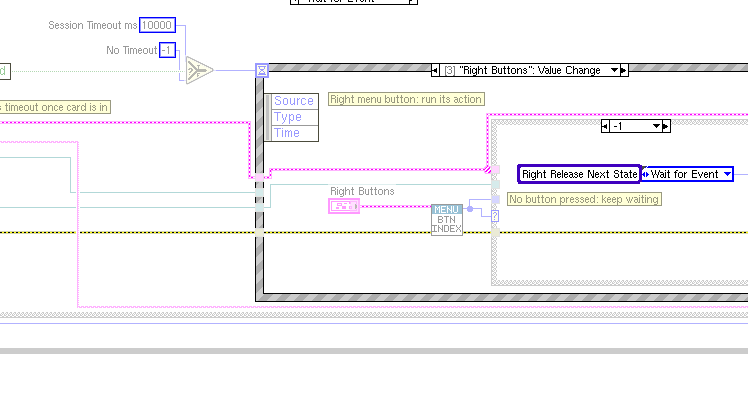 Wait for Event
Session Timeout ms 10000
No Timeout -1
d
[3] "Right Buttons": Value Change
s timeout once card is in
Source
Type
Time
Right menu button: run its action
-1
Right Release Next State
Wait for Event
Right Buttons
No button pressed: keep waiting
MENU
BTN
INDEX
?